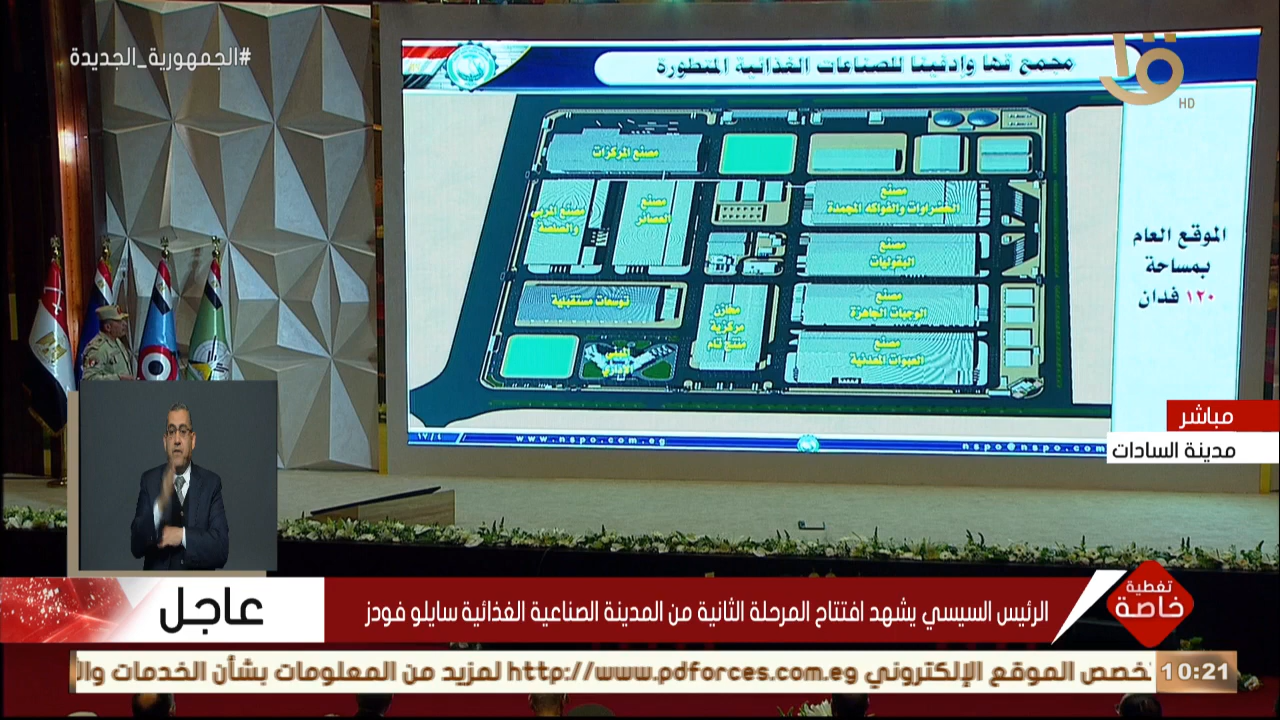 #الجمهورية_الجديدة
مجمع قها وإدفينا للصناعات الغذائية المتطورة
HD
مصنع المركزات
مصنع المربى
والصلصة
مصنع
العصائر
مصنع
الخضراوات والفواكه المجمدة
مصنع
البقوليات
مصنع
الوجبات الجاهزة
مصنع
العبوات المعدنية
توسعات مستقبلية
مخازن
مركزية
منتج تام
المبنى
الإداري
الموقع العام
بمساحة
١٢٠ فدان
١٧/٤
www.nspo.com.eg
nspo@nspo.com
مباشر
مدينة السادات
تغطية
خاصة
الرئيس السيسي يشهد افتتاح المرحلة الثانية من المدينة الصناعية الغذائية سايلو فودز
عاجل
10:21
خصص الموقع الإلكتروني http://www.pdforces.com.eg لمزيد من المعلومات بشأن الخدمات وال